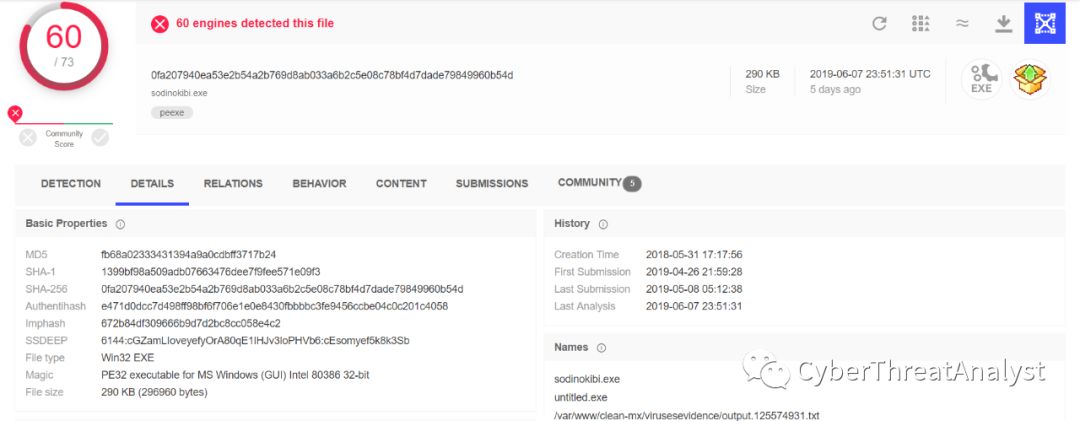 60
/ 73
Community
Score
60 engines detected this file
0fa207940ea53e2b54a2b769d8ab033a6b2c5e08c78bf4d7dade79849960b54d
sodinokibi.exe
peexe
290 KB
Size
2019-06-07 23:51:31 UTC
5 days ago
EXE
DETECTION DETAILS RELATIONS BEHAVIOR CONTENT SUBMISSIONS COMMUNITY 5
Basic Properties
MD5 fb68a02333431394a9a0cdbff3717b24
SHA-1 1399bf98a509adb07663476dee7f9fee571e09f3
SHA-256 0fa207940ea53e2b54a2b769d8ab033a6b2c5e08c78bf4d7dade79849960b54d
Authentihash e471d0dcc7d498ff98bf6f706e1e0e8430fbbbbc3fe9456ccbe04c0c201c4058
Imphash 672b84df309666b9d7d2bc8cc058e4c2
SSDEEP 6144:cGZamLloveyefyOrA80qE1lHJv3loPHVb6:cEsomyef5k8k3Sb
File type Win32 EXE
Magic PE32 executable for MS Windows (GUI) Intel 80386 32-bit
File size 290 KB (296960 bytes)
History
Creation Time 2018-05-31 17:17:56
First Submission 2019-04-26 21:59:28
Last Submission 2019-05-08 05:12:38
Last Analysis 2019-06-07 23:51:31
Names
sodinokibi.exe
untitled.exe
/var/www/clean-mx/virusesevidence/output.125574931.txt
CyberThreatAnalyst